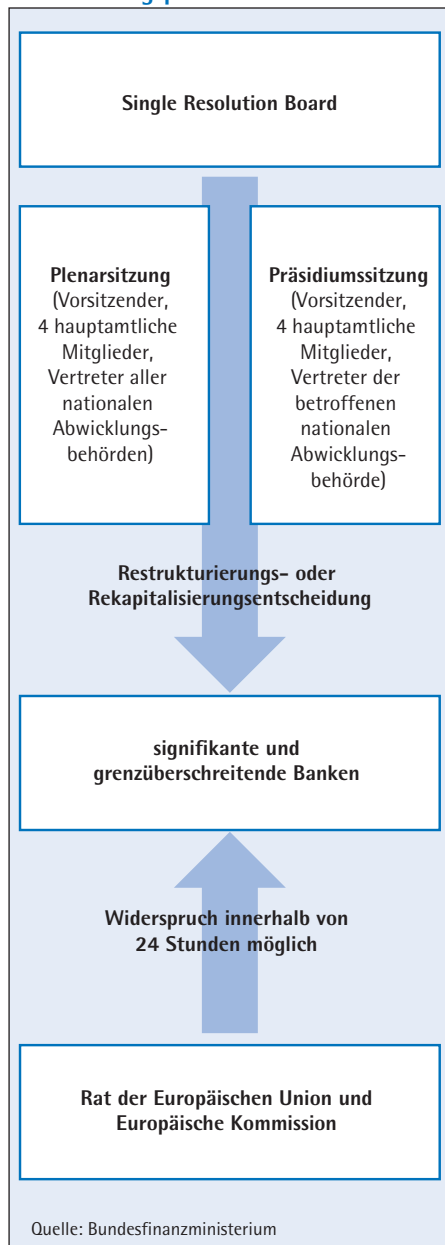 Single Resolution Board
Plenarsitzung
(Vorsitzender,
4 hauptamtliche
Mitglieder,
Vertreter aller
nationalen
Abwicklungs-
behörden)
Präsidiumssitzung
(Vorsitzender,
4 hauptamtliche
Mitglieder,
Vertreter der
betroffenen
nationalen
Abwicklungs-
behörde)
Restrukturierungs- oder
Rekapitalisierungsentscheidung
signifikante und
grenzüberschreitende Banken
Widerspruch innerhalb von
24 Stunden möglich
Rat der Europäischen Union und
Europäische Kommission
Quelle: Bundesfinanzministerium